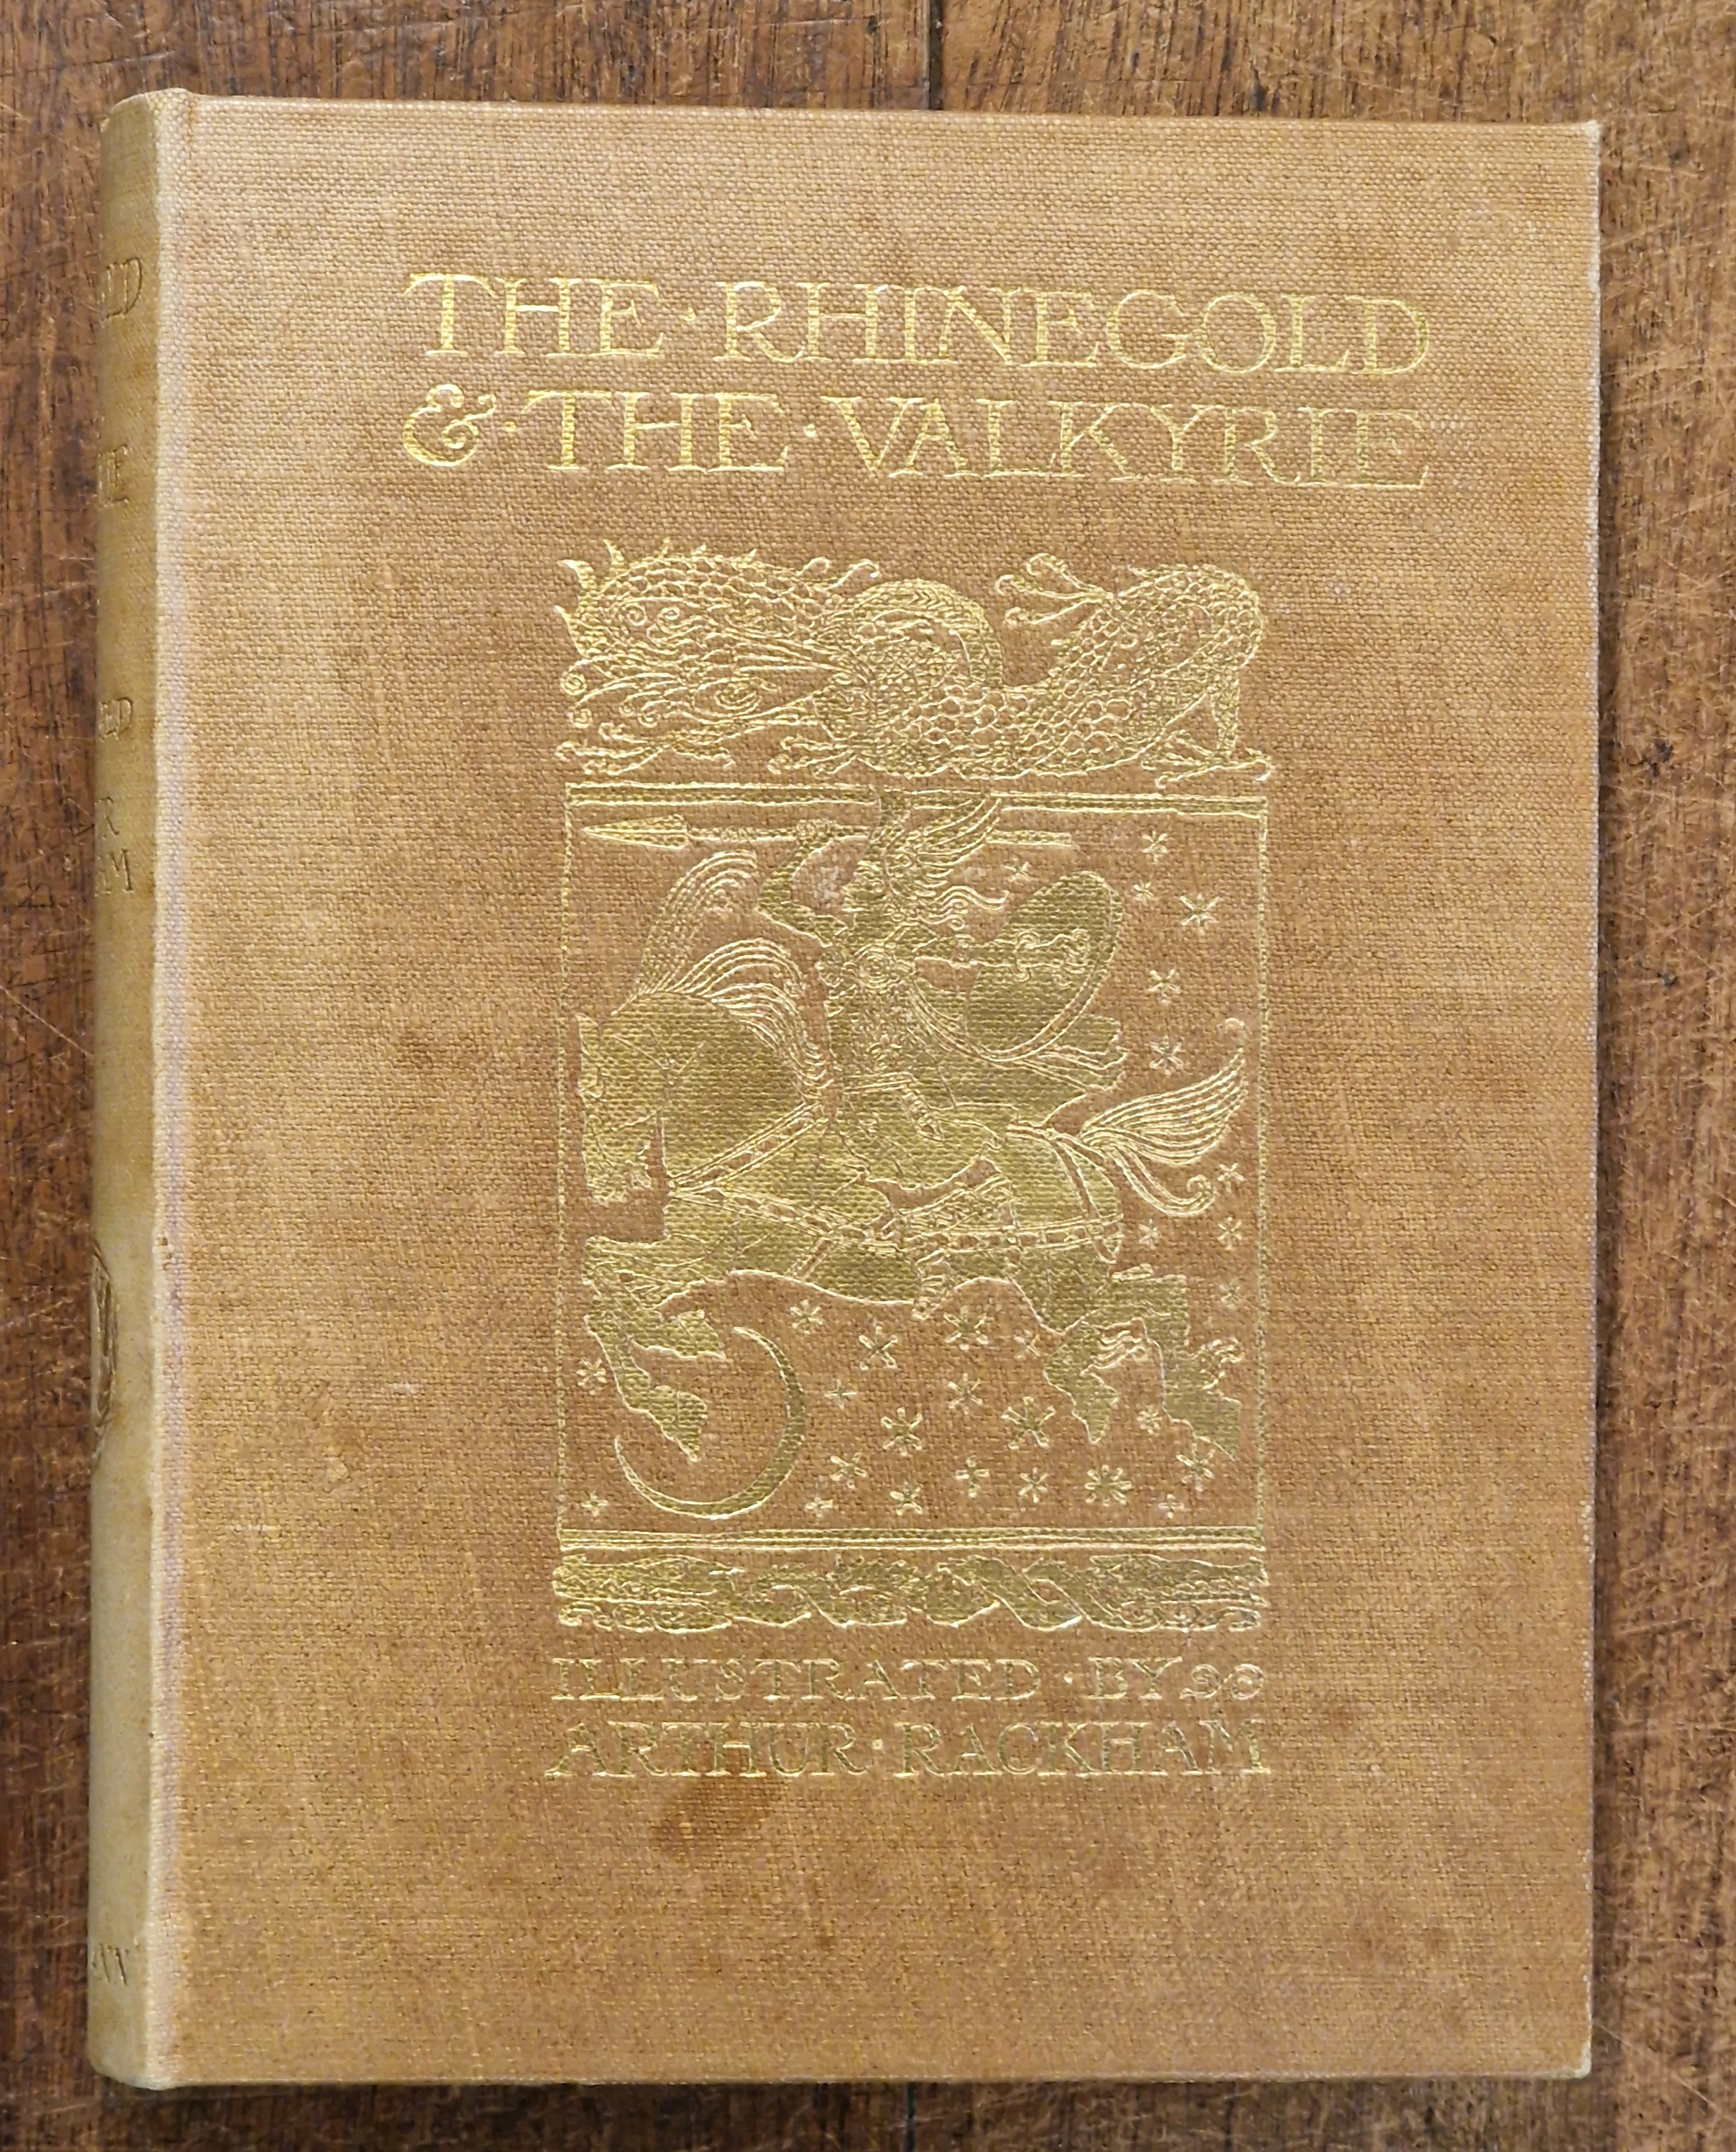 THE·RHINEGOLD
&·THE·VALKYRIE
ILLUSTRATED·BY
ARTHUR·RACKHAM